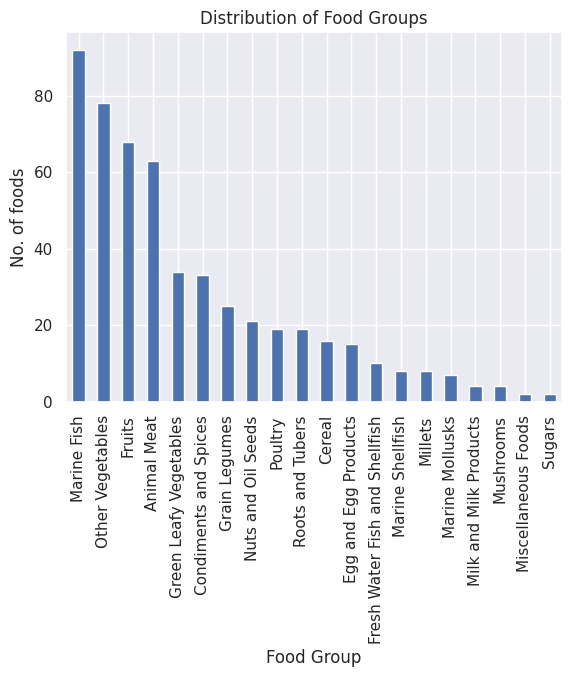 Distribution of Food Groups
No. of foods
80
60
40
20
0
Marine Fish
Other Vegetables
Fruits
Animal Meat
Green Leafy Vegetables
Condiments and Spices
Grain Legumes
Nuts and Oil Seeds
Poultry
Roots and Tubers
Cereal
Egg and Egg Products
Fresh Water Fish and Shellfish
Marine Shellfish
Millets
Marine Mollusks
Milk and Milk Products
Mushrooms
Miscellaneous Foods
Sugars
Food Group